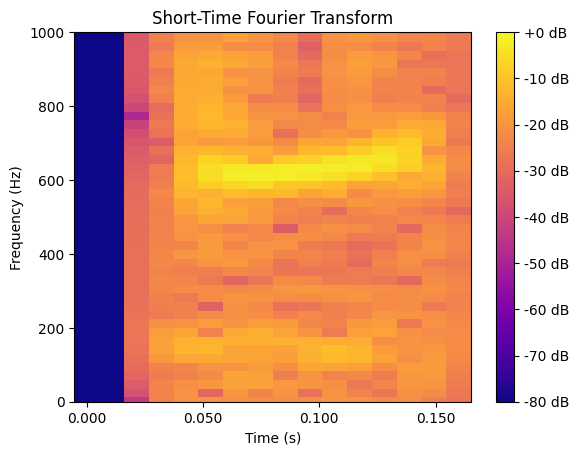 Short-Time Fourier Transform
Frequency (Hz)
1000
800
600
400
200
0
0.000
0.050
0.100
0.150
Time (s)
+0 dB
-10 dB
-20 dB
-30 dB
-40 dB
-50 dB
-60 dB
-70 dB
-80 dB